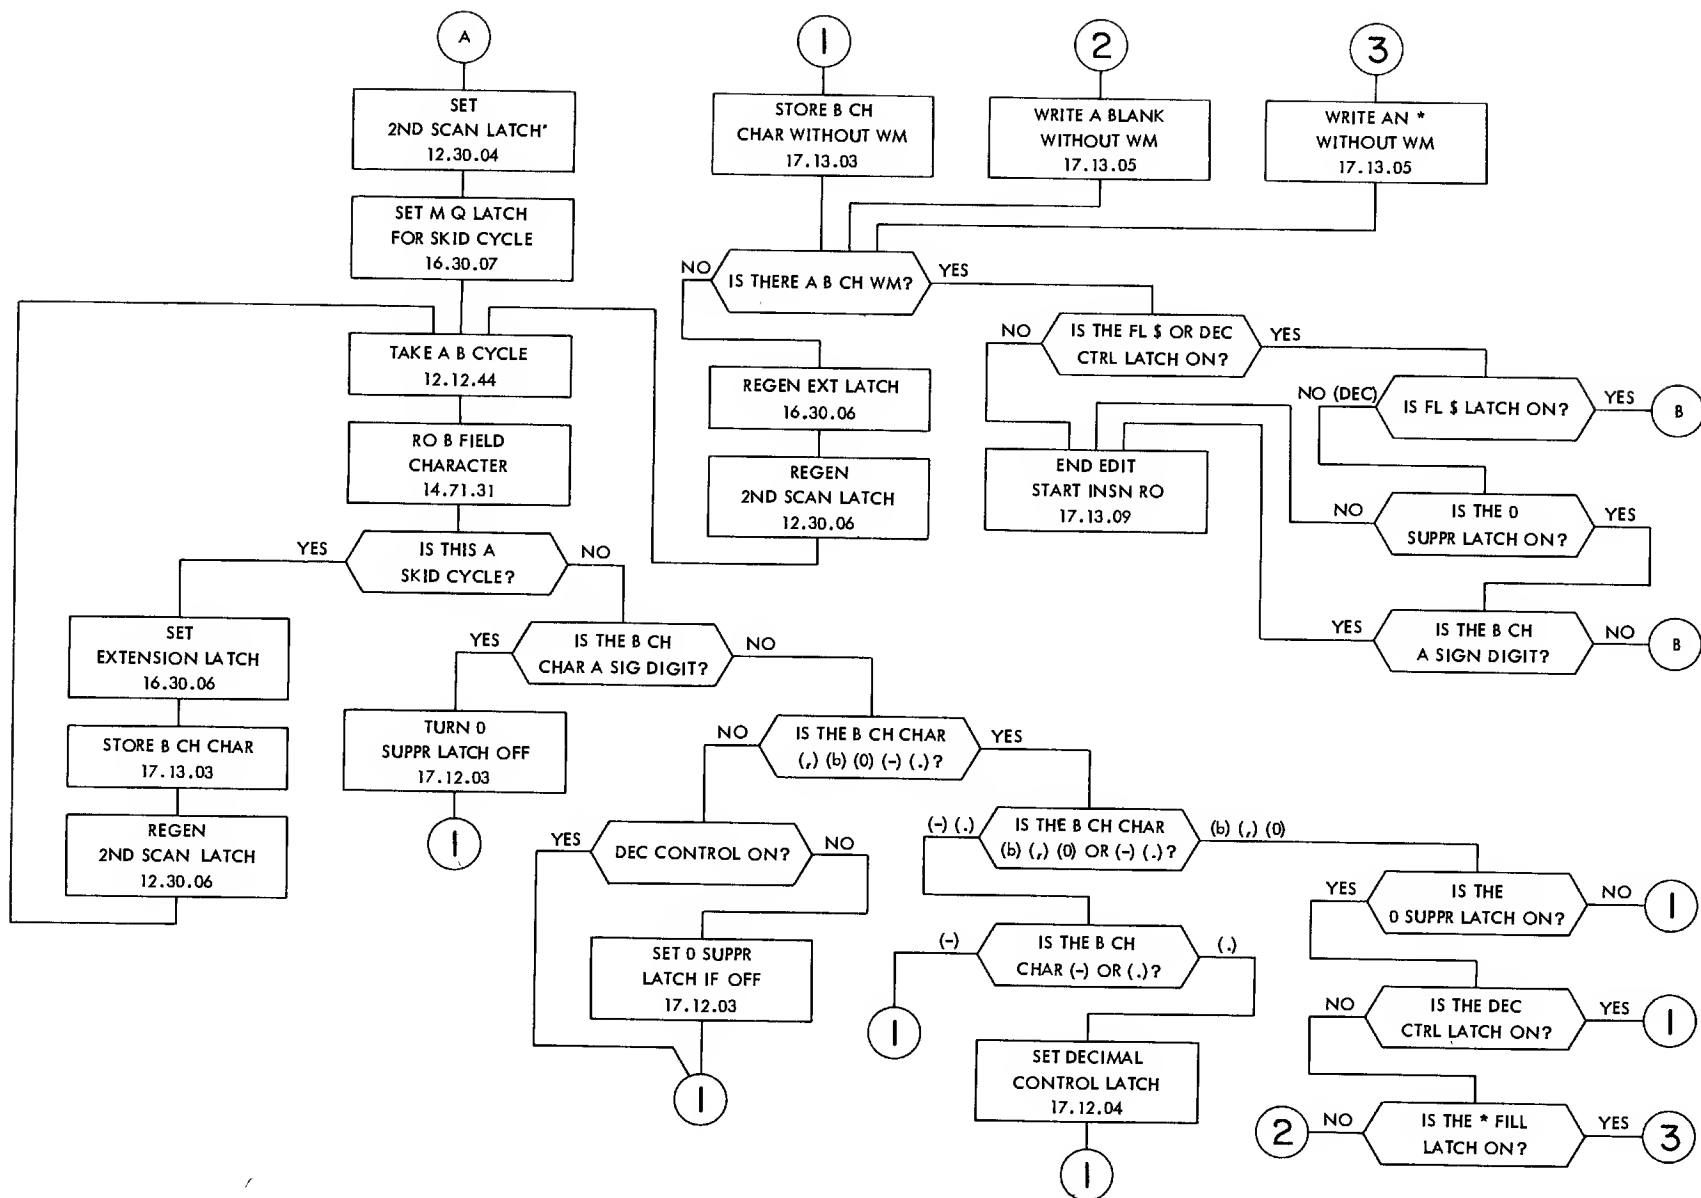 A
SET
2ND SCAN LATCH'
12.30.04
SET M Q LATCH
FOR SKID CYCLE
16.30.07
TAKE A B CYCLE
12.12.44
RO B FIELD
CHARACTER
14.71.31
YES
IS THIS A
SKID CYCLE?
NO
SET
EXTENSION LATCH
16.30.06
STORE B CH CHAR
17.13.03
REGEN
2ND SCAN LATCH
12.30.06
YES
IS THE B CH
CHAR A SIG DIGIT?
NO
TURN 0
SUPPR LATCH OFF
17.12.03
1
NO
IS THE B CH CHAR
(,) (b) (0) (-) (.)?
YES
YES
DEC CONTROL ON?
NO
SET 0 SUPPR
LATCH IF OFF
17.12.03
1
(-) (.)
IS THE B CH CHAR
(b) (,) (0) OR (-) (.)?
(b) (,) (0)
(-)
IS THE B CH
CHAR (-) OR (.)?
(.)
1
SET DECIMAL
CONTROL LATCH
17.12.04
1
YES
IS THE
0 SUPPR LATCH ON?
NO
1
NO
IS THE DEC
CTRL LATCH ON?
YES
1
2
NO
IS THE * FILL
LATCH ON?
YES
3
1
STORE B CH
CHAR WITHOUT WM
17.13.03
2
WRITE A BLANK
WITHOUT WM
17.13.05
3
WRITE AN *
WITHOUT WM
17.13.05
NO
IS THERE A B CH WM?
YES
REGEN EXT LATCH
16.30.06
REGEN
2ND SCAN LATCH
12.30.06
NO
IS THE FL $ OR DEC
CTRL LATCH ON?
YES
END EDIT
START INSN RO
17.13.09
NO (DEC)
IS FL $ LATCH ON?
YES
B
NO
IS THE 0
SUPPR LATCH ON?
YES
YES
IS THE B CH
A SIGN DIGIT?
NO
B